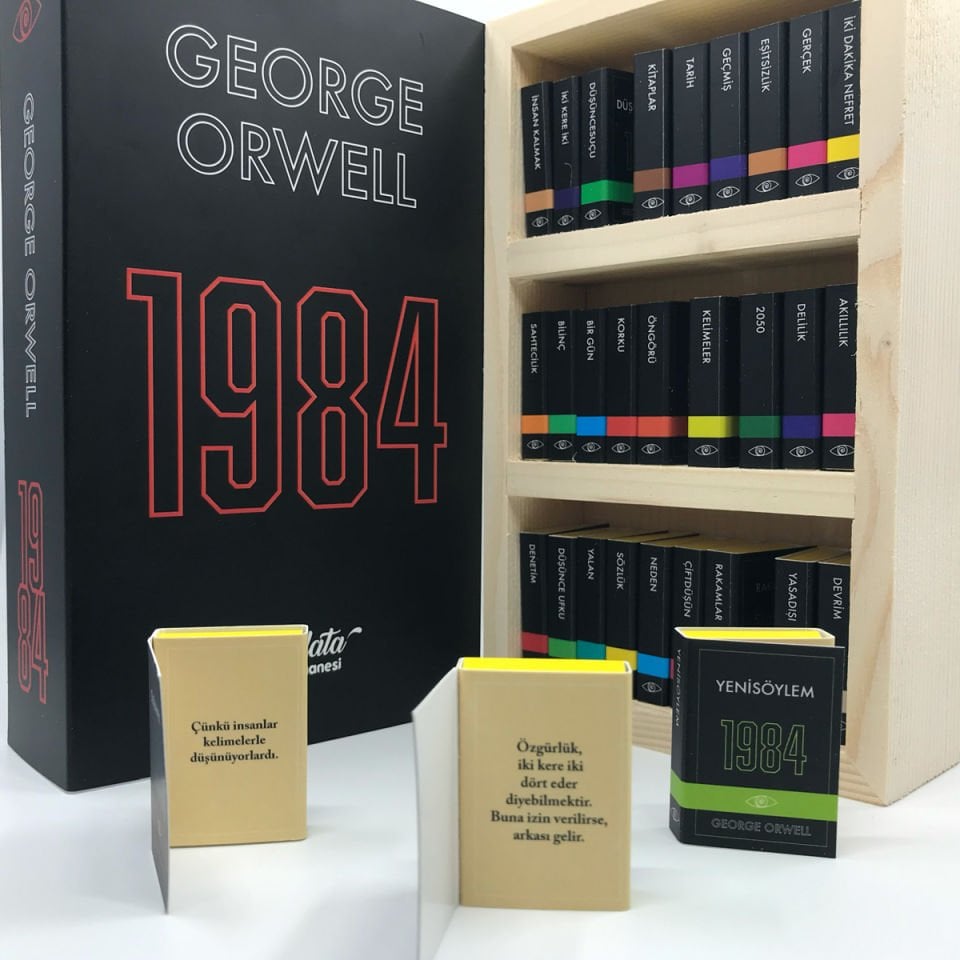 GEORGE
ORWELL
1984
GEORGE ORWELL
1984
İNSAN KALMAK
İKİ KERE İKİ
DÜŞÜNCESUÇU
KİTAPLAR
TARİH
GEÇMİŞ
EŞİTSİZLİK
GERÇEK
İKİ DAKİKA NEFRET
SAHTECİLİK
BİLİNÇ
BİR GÜN
KORKU
ÖNGÖRÜ
KELİMELER
2050
DELİLİK
AKILLILIK
DENETİM
DÜŞÜNCE UFKU
YALAN
SÖZLÜK
NEDEN
ÇİFTDÜŞÜN
RAKAMLAR
YASADIŞI
DEVRİM
Çünkü insanlar
kelimelerle
düşünüyorlardı.
Özgürlük,
iki kere iki
dört eder
diyebilmektir.
Buna izin verilirse,
arkası gelir.
YENİSÖYLEM
YENİSÖYLEM
1984
GEORGE ORWELL